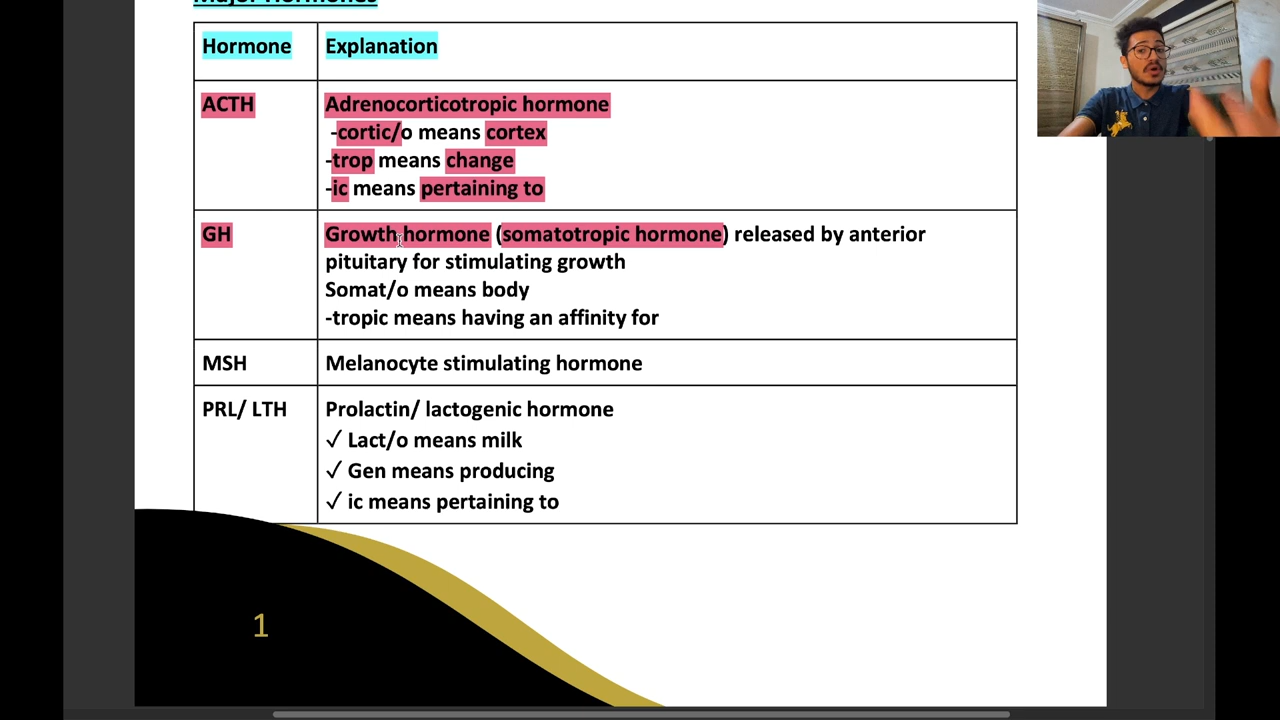 Major Hormones
Hormone
Explanation
ACTH
Adrenocorticotropic hormone
-cortic/o means cortex
-trop means change
-ic means pertaining to
GH
Growth hormone (somatotropic hormone) released by anterior
pituitary for stimulating growth
Somat/o means body
-tropic means having an affinity for
MSH
Melanocyte stimulating hormone
PRL/ LTH
Prolactin/ lactogenic hormone
✓ Lact/o means milk
✓ Gen means producing
✓ ic means pertaining to
1